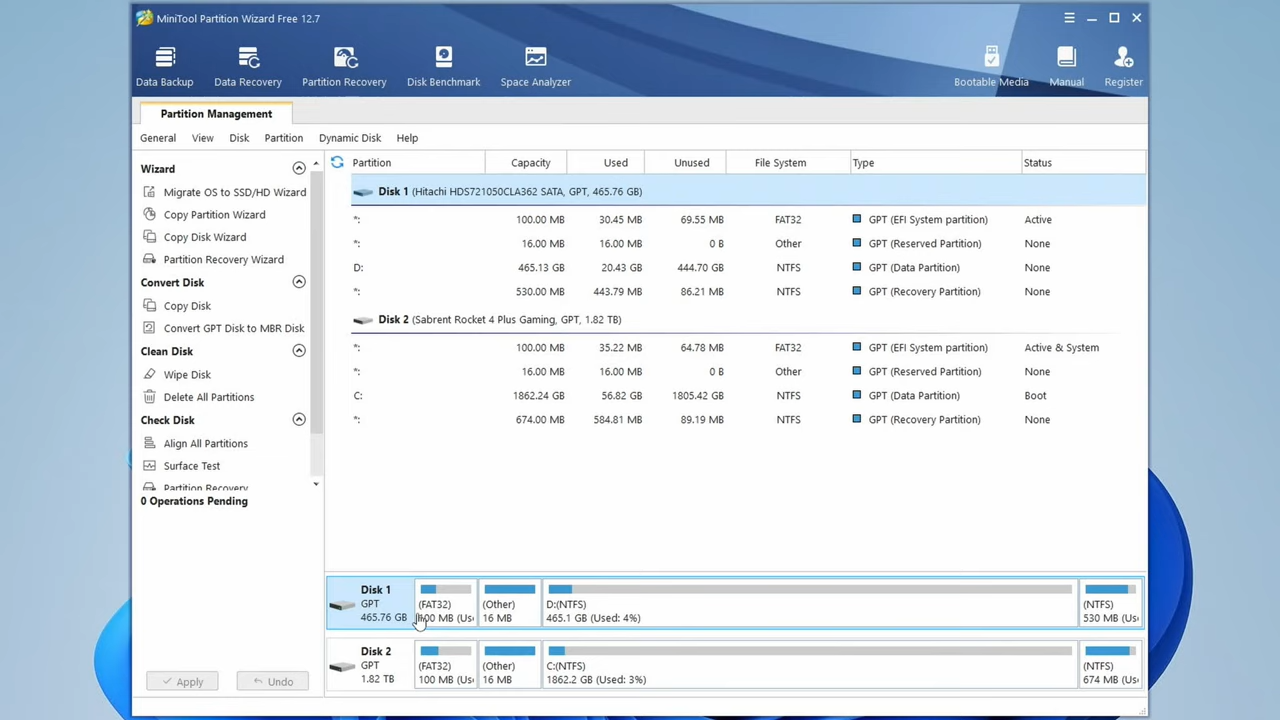 MiniTool Partition Wizard Free 12.7
Data Backup Data Recovery Partition Recovery Disk Benchmark Space Analyzer Bootable Media Manual Register
Partition Management
General View Disk Partition Dynamic Disk Help
Wizard
Migrate OS to SSD/HD Wizard
Copy Partition Wizard
Copy Disk Wizard
Partition Recovery Wizard
Convert Disk
Copy Disk
Convert GPT Disk to MBR Disk
Clean Disk
Wipe Disk
Delete All Partitions
Check Disk
Align All Partitions
Surface Test
Partition Recovery
0 Operations Pending
Apply Undo
Partition Capacity Used Unused File System Type Status
Disk 1 (Hitachi HDS721050CLA362 SATA, GPT, 465.76 GB)
*: 100.00 MB 30.45 MB 69.55 MB FAT32 GPT (EFI System partition) Active
*: 16.00 MB 16.00 MB 0 B Other GPT (Reserved Partition) None
D: 465.13 GB 20.43 GB 444.70 GB NTFS GPT (Data Partition) None
*: 530.00 MB 443.79 MB 86.21 MB NTFS GPT (Recovery Partition) None
Disk 2 (Sabrent Rocket 4 Plus Gaming, GPT, 1.82 TB)
*: 100.00 MB 35.22 MB 64.78 MB FAT32 GPT (EFI System partition) Active & System
*: 16.00 MB 16.00 MB 0 B Other GPT (Reserved Partition) None
C: 1862.24 GB 56.82 GB 1805.42 GB NTFS GPT (Data Partition) Boot
*: 674.00 MB 584.81 MB 89.19 MB NTFS GPT (Recovery Partition) None
Disk 1
GPT (FAT32) (Other) D:(NTFS) (NTFS)
465.76 GB 100 MB (Us 16 MB 465.1 GB (Used: 4%) 530 MB (Us
Disk 2
GPT (FAT32) (Other) C:(NTFS) (NTFS)
1.82 TB 100 MB (Us 16 MB 1862.2 GB (Used: 3%) 674 MB (Us